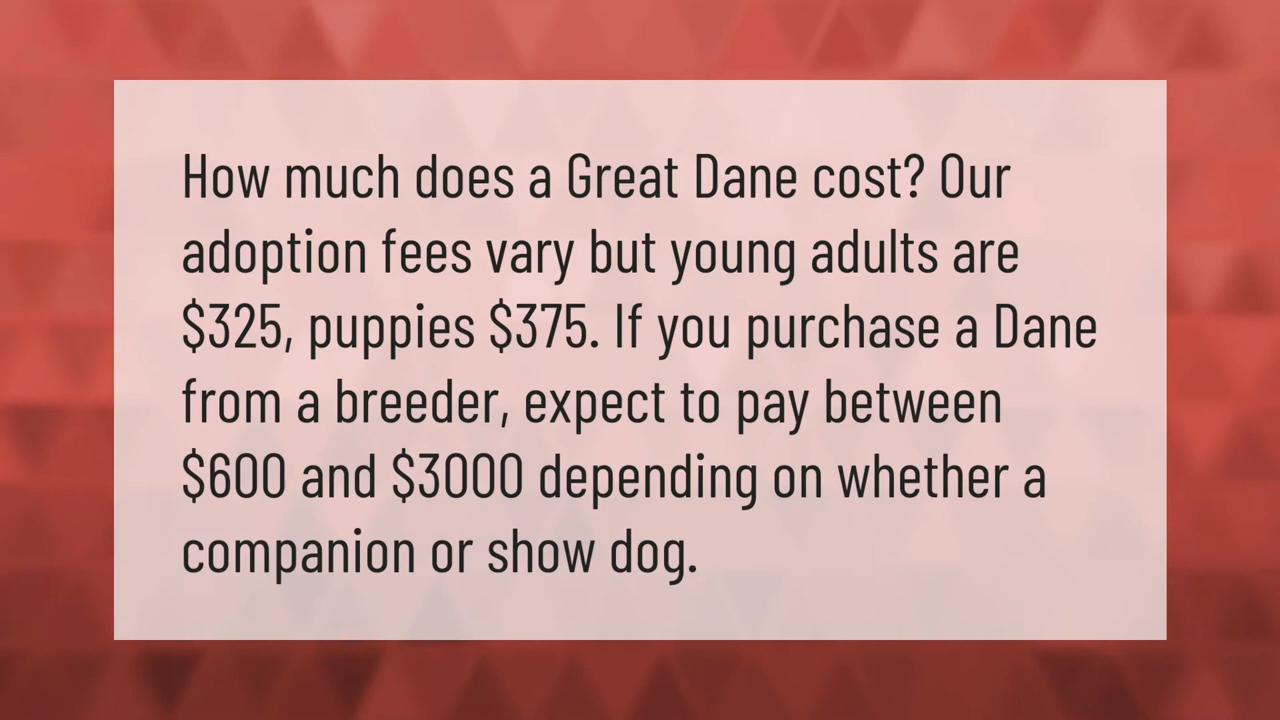 How much does a Great Dane cost? Our
adoption fees vary but young adults are
$325, puppies $375. If you purchase a Dane
from a breeder, expect to pay between
$600 and $3000 depending on whether a
companion or show dog.